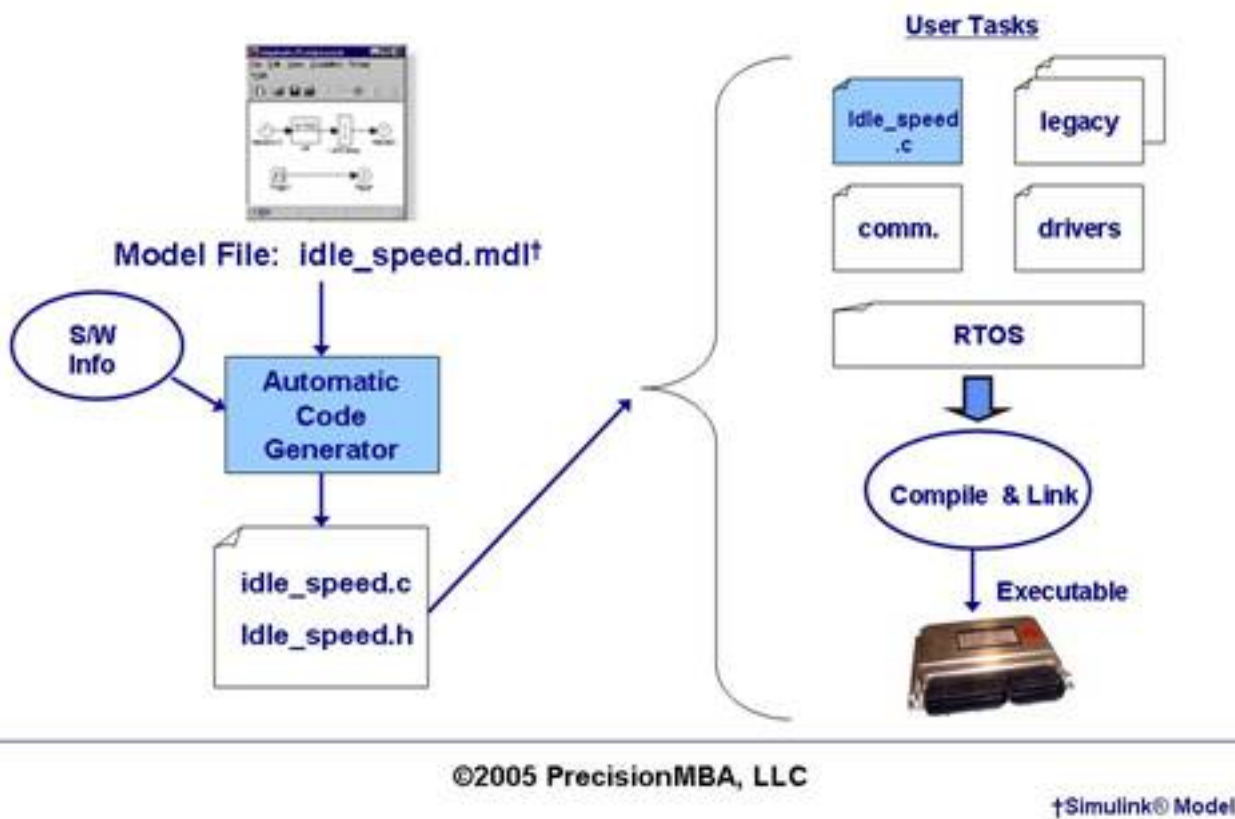 User Tasks
Idle_speed
.c
legacy
comm.
drivers
RTOS
Compile & Link
Executable
Model File: idle_speed.mdl†
S/W
Info
Automatic
Code
Generator
idle_speed.c
Idle_speed.h
©2005 PrecisionMBA, LLC
†Simulink® Model